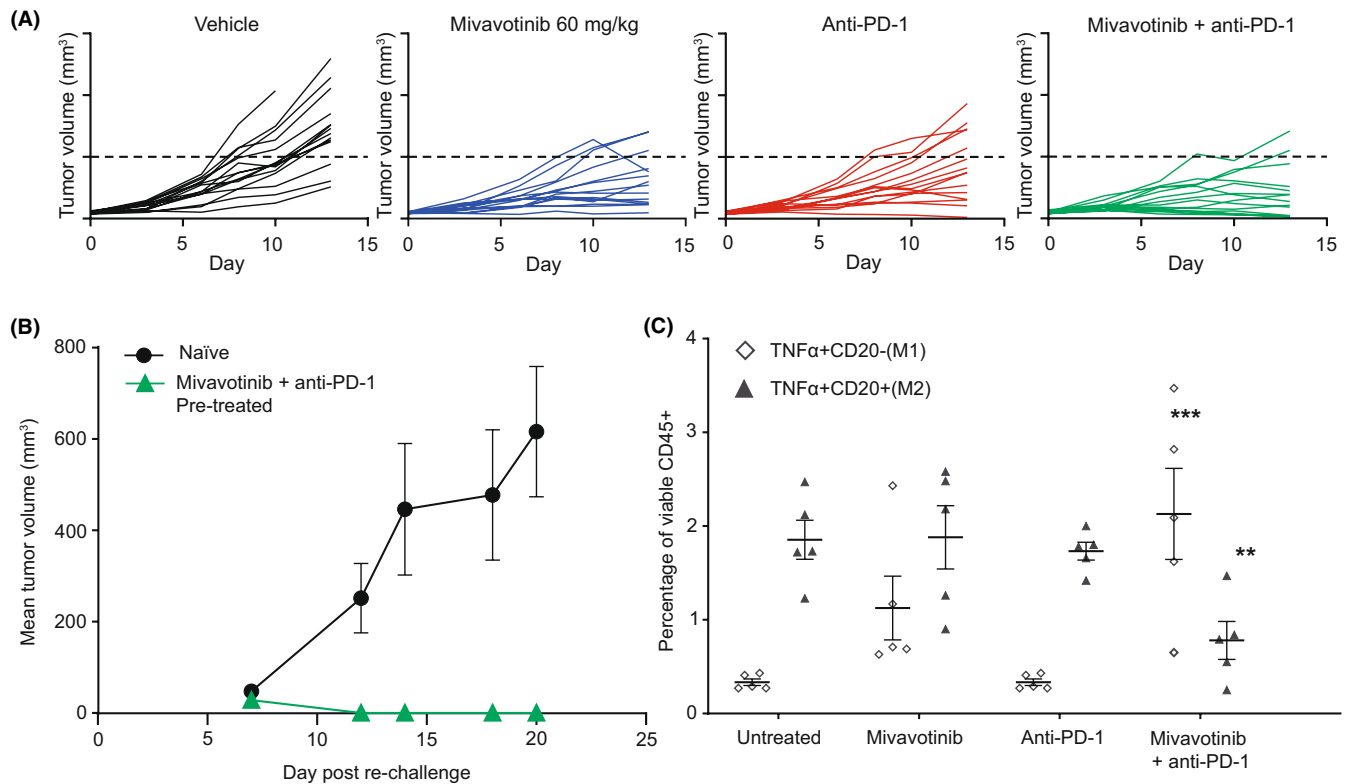 (A)
Vehicle
Mivavotinib 60 mg/kg
Anti-PD-1
Mivavotinib + anti-PD-1
Tumor volume (mm³)
Tumor volume (mm³)
Tumor volume (mm³)
Tumor volume (mm³)
0 5 10 15
0 5 10 15
0 5 10 15
0 5 10 15
Day
Day
Day
Day
(B)
Naïve
Mivavotinib + anti-PD-1
Pre-treated
Mean tumor volume (mm³)
800
600
400
200
0
0 5 10 15 20 25
Day post re-challenge
(C)
TNFα+CD20-(M1)
TNFα+CD20+(M2)
Percentage of viable CD45+
4
3
2
1
0
***
**
Untreated
Mivavotinib
Anti-PD-1
Mivavotinib
+ anti-PD-1